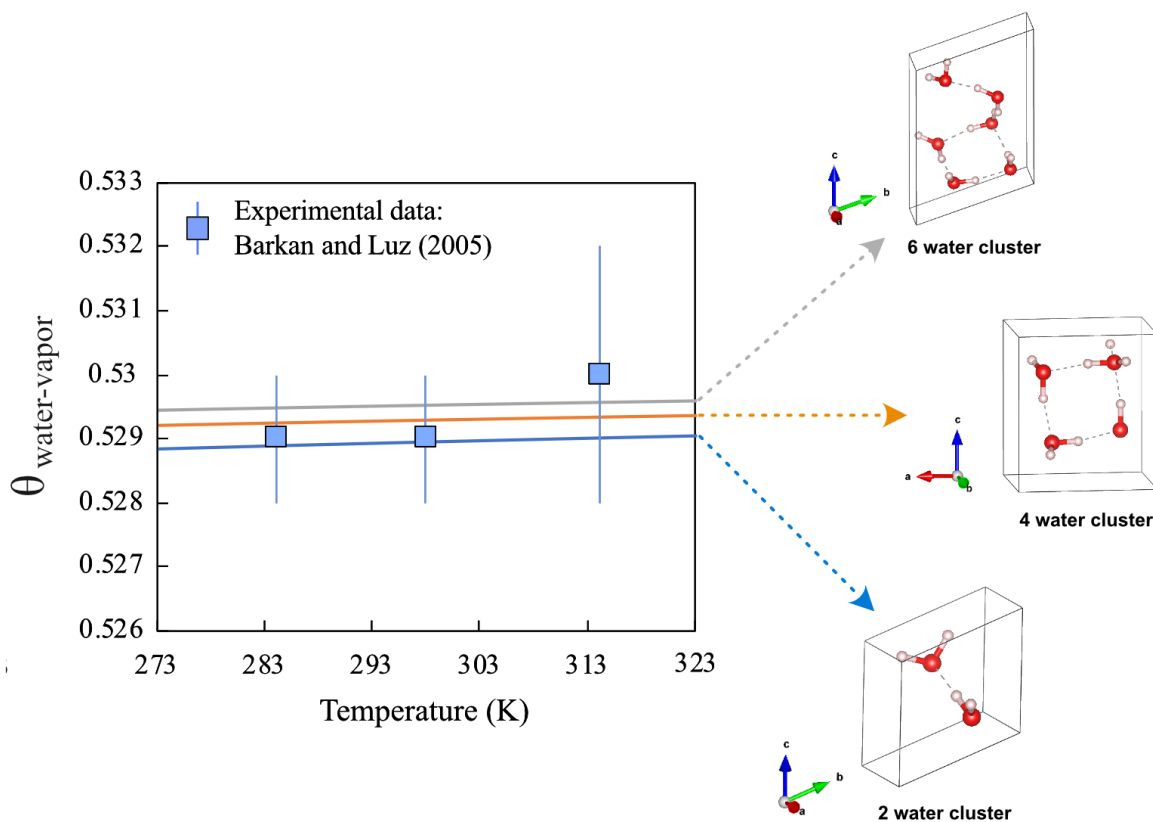 0.533
0.532
0.531
0.53
0.529
0.528
0.527
0.526
θwater-vapor
Experimental data:
Barkan and Luz (2005)
273
283
293
303
313
323
Temperature (K)
c
b
a
6 water cluster
c
a
b
4 water cluster
c
b
a
2 water cluster